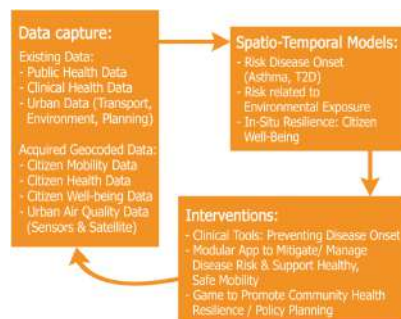 Data capture:
Existing Data:
- Public Health Data
- Clinical Health Data
- Urban Data (Transport,
Environment, Planning)
Acquired Geocoded Data:
- Citizen Mobility Data
- Citizen Health Data
- Citizen Well-being Data
- Urban Air Quality Data
(Sensors & Satellite)
Spatio-Temporal Models:
- Risk Disease Onset
(Asthma, T2D)
- Risk related to
Environmental Exposure
- In-Situ Resilience: Citizen
Well-Being
Interventions:
- Clinical Tools: Preventing Disease Onset
- Modular App to Mitigate/ Manage
Disease Risk & Support Healthy,
Safe Mobility
- Game to Promote Community Health
Resilience / Policy Planning